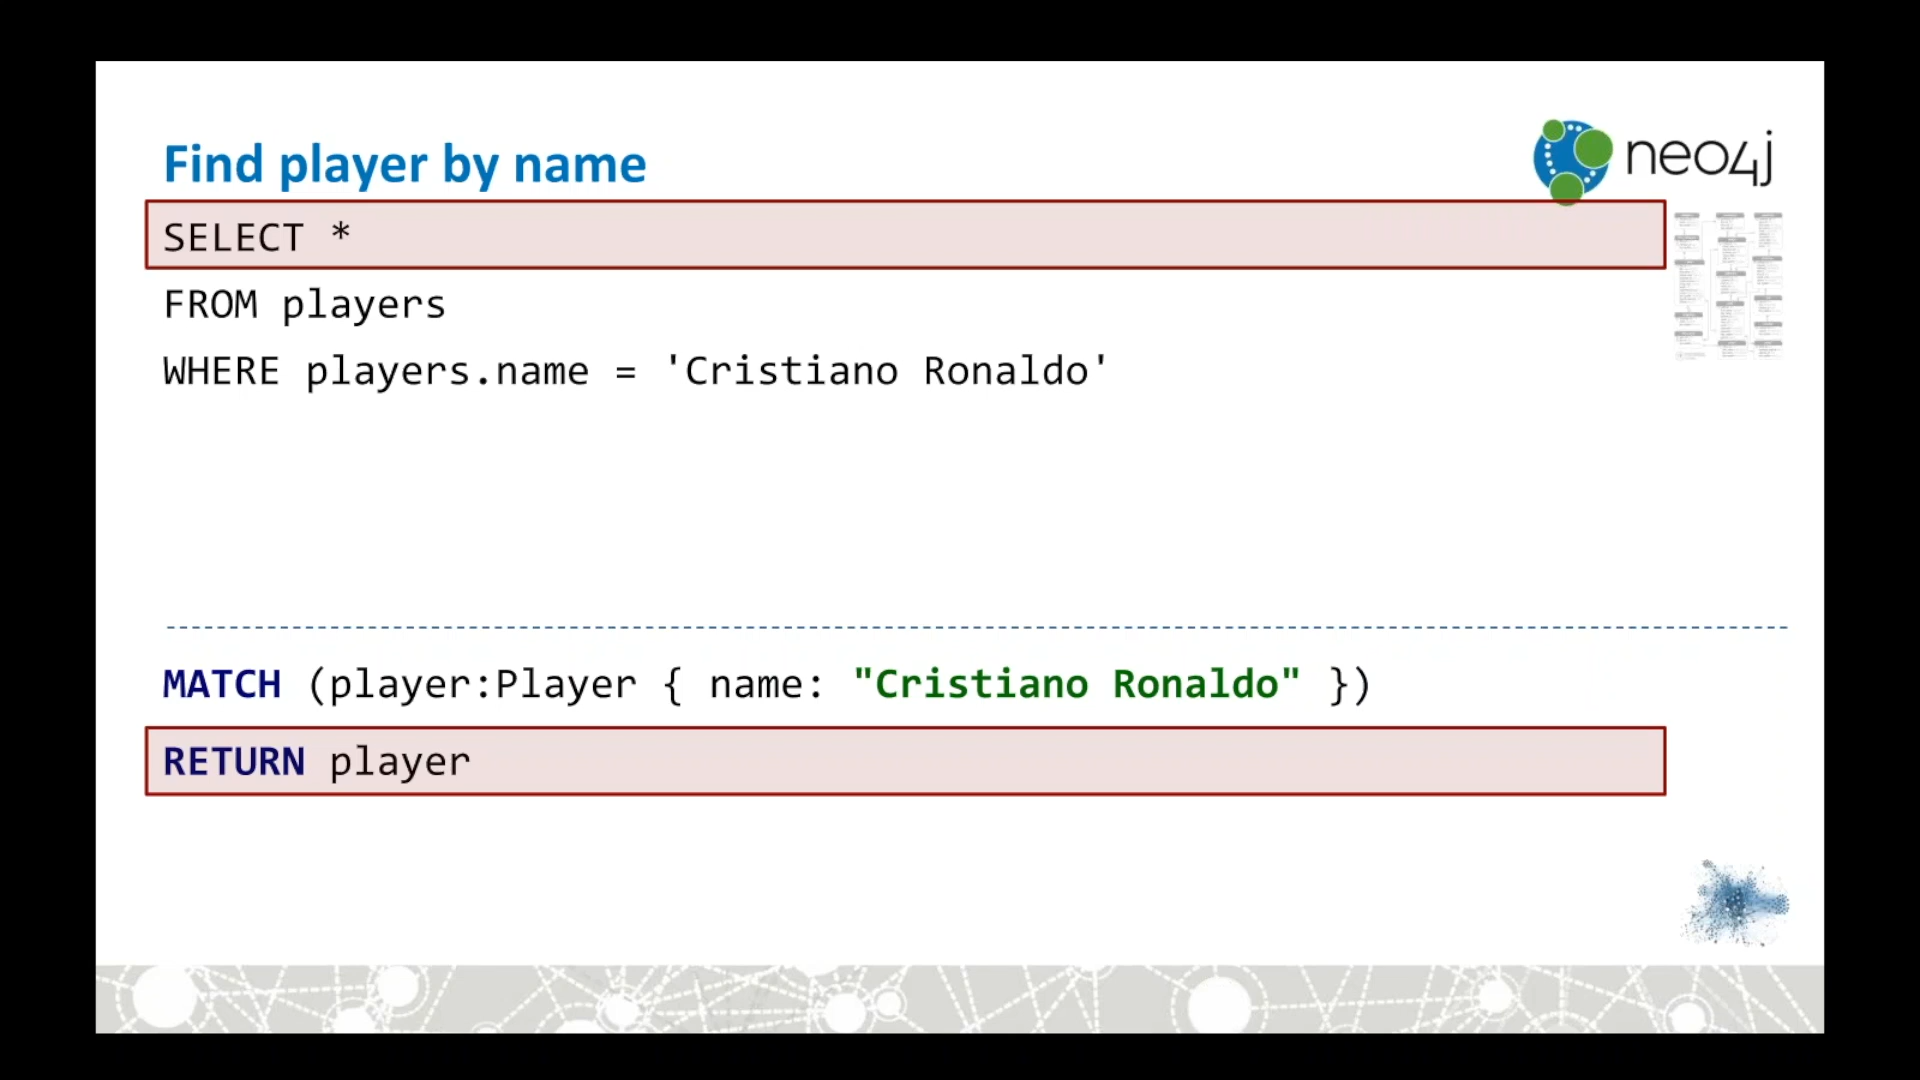 Find player by name
neo4j
SELECT *
FROM players
WHERE players.name = 'Cristiano Ronaldo'
MATCH (player:Player { name: "Cristiano Ronaldo" })
RETURN player